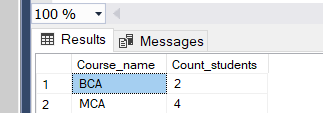 100 %
Results Messages
Course_name Count_students
1 BCA 2
2 MCA 4